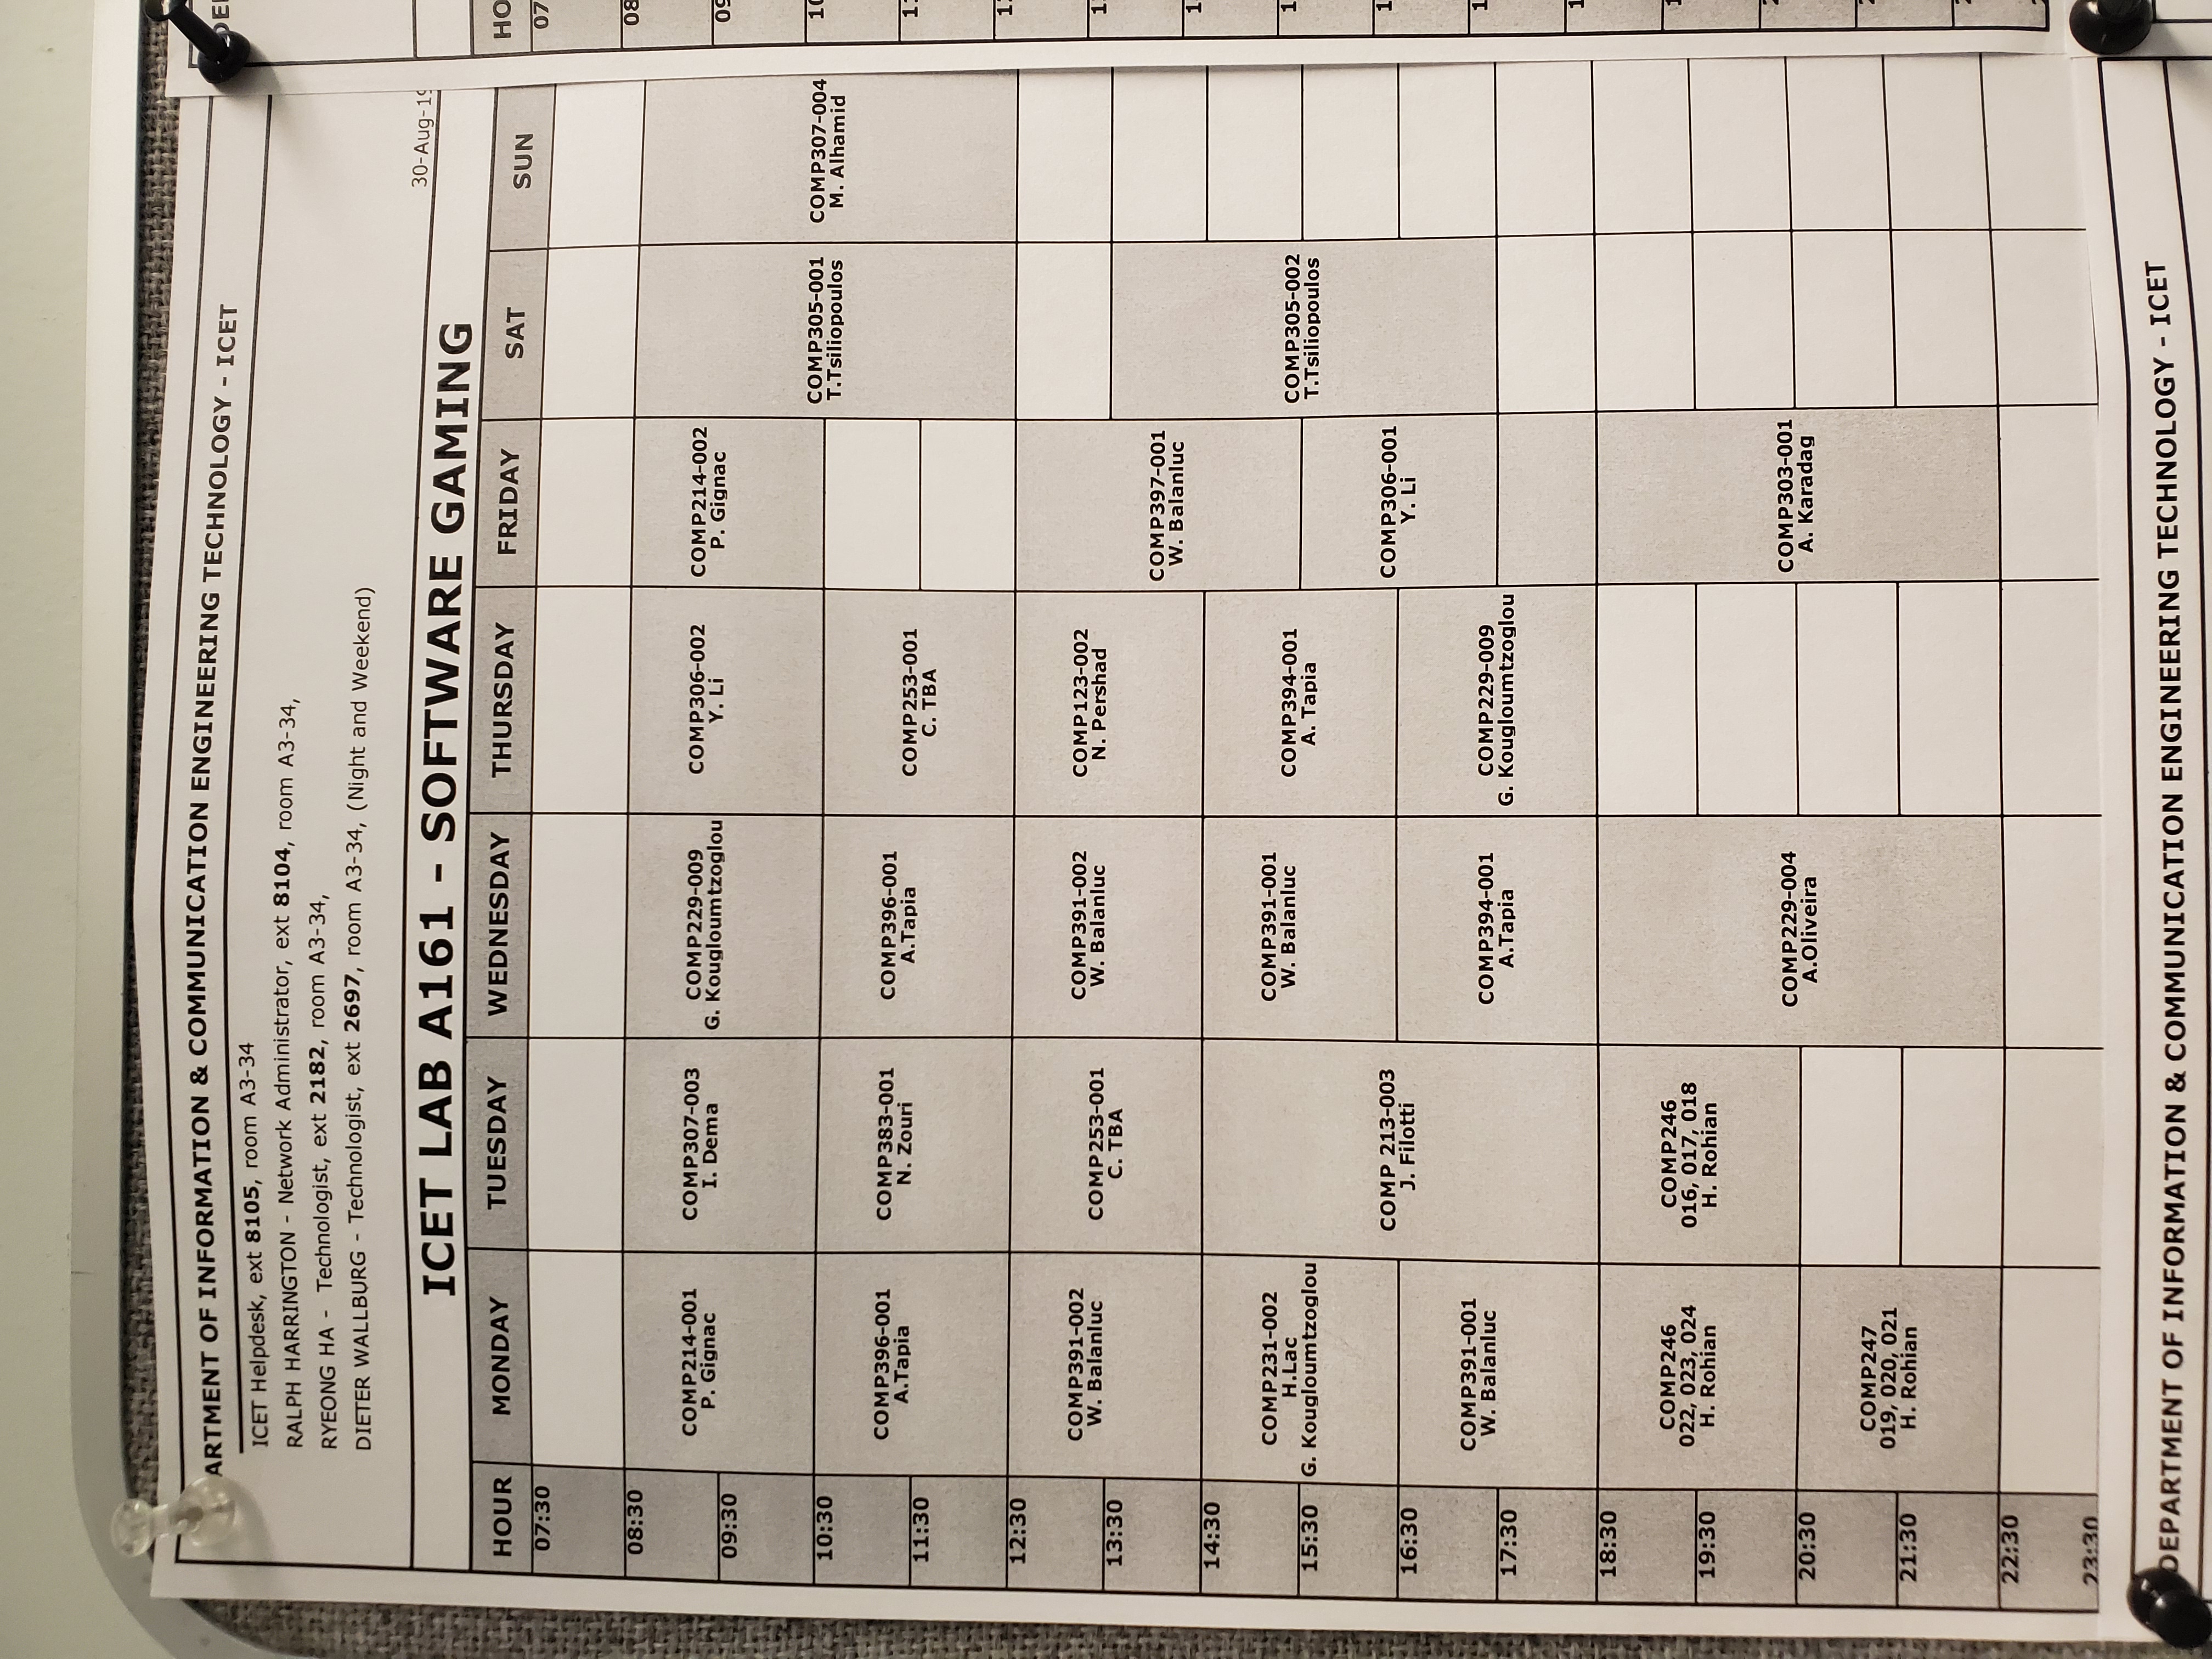 ARTMENT OF INFORMATION & COMMUNICATION ENGINEERING TECHNOLOGY - ICET
ICET Helpdesk, ext 8105, room A3-34
RALPH HARRINGTON - Network Administrator, ext 8104, room A3-34,
RYEONG HA - Technologist, ext 2182, room A3-34,
DIETER WALLBURG - Technologist, ext 2697, room A3-34, (Night and Weekend)
30-Aug-19
ICET LAB A161 - SOFTWARE GAMING
HOUR MONDAY TUESDAY WEDNESDAY THURSDAY FRIDAY SAT SUN
07:30
08:30
COMP214-001 COMP307-003 COMP229-009 COMP306-002 COMP214-002
P. Gignac I. Dema G. Kougloumtzoglou Y. Li P. Gignac
09:30
10:30
COMP305-001 COMP307-004
T.Tsiliopoulos M. Alhamid
COMP396-001 COMP383-001 COMP396-001 COMP253-001
A.Tapia N. Zouri A.Tapia C. TBA
11:30
12:30
COMP391-002 COMP253-001 COMP391-002 COMP123-002
W. Balanluc C. TBA W. Balanluc N. Pershad
13:30
COMP397-001
W. Balanluc
14:30
COMP231-002 COMP391-001 COMP394-001 COMP305-002
H.Lac W. Balanluc A. Tapia T.Tsiliopoulos
G. Kougloumtzoglou
15:30
COMP 213-003 COMP306-001
J. Filotti Y. Li
16:30
COMP391-001 COMP394-001 COMP229-009
W. Balanluc A.Tapia G. Kougloumtzoglou
17:30
18:30
COMP246 COMP246
022, 023, 024 016, 017, 018
H. Rohian H. Rohian
19:30
COMP229-004 COMP303-001
A.Oliveira A. Karadag
20:30
COMP247
019, 020, 021
H. Rohian
21:30
22:30
23:30
DEPARTMENT OF INFORMATION & COMMUNICATION ENGINEERING TECHNOLOGY - ICET
HO
07
08
09